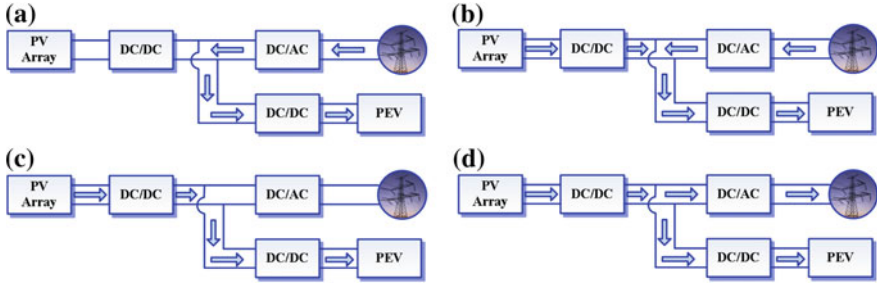 (a)
PV
Array
DC/DC
DC/AC
DC/DC
PEV
(b)
PV
Array
DC/DC
DC/AC
DC/DC
PEV
(c)
PV
Array
DC/DC
DC/AC
DC/DC
PEV
(d)
PV
Array
DC/DC
DC/AC
DC/DC
PEV